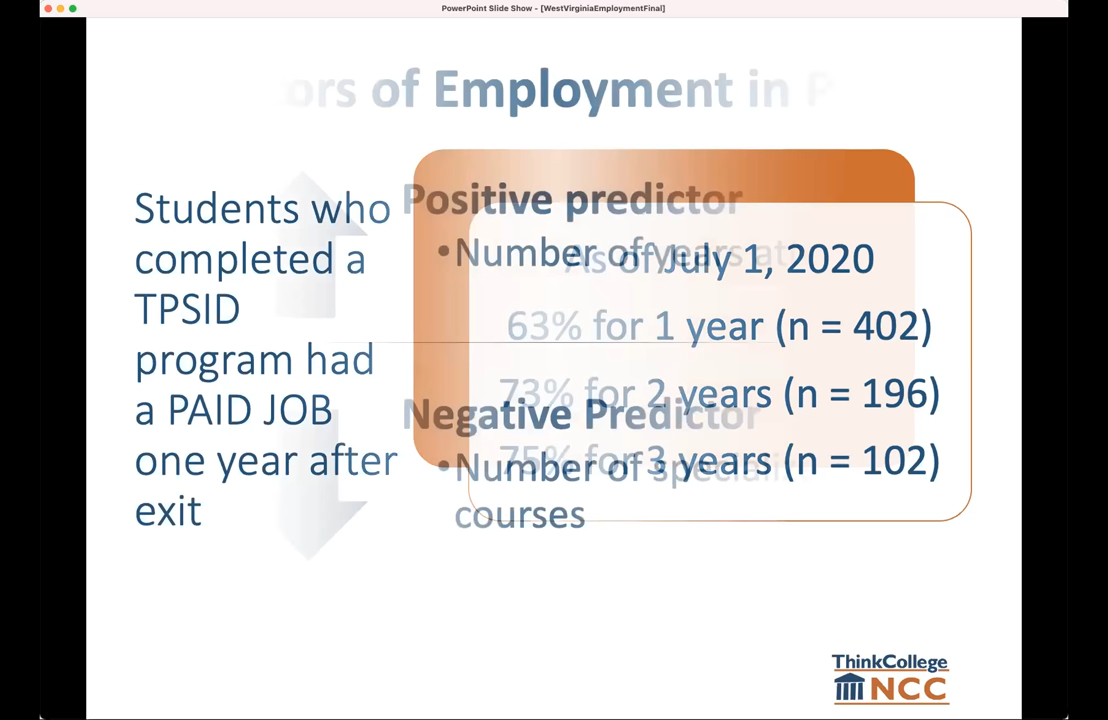 PowerPoint Slide Show - [WestVirginiaEmploymentFinal]
of Employment in
Students who
completed a
TPSID
program had
a PAID JOB
one year after
exit
Positive predictor
• Number of years at
As of July 1, 2020
63% for 1 year (n = 402)
73% for 2 years (n = 196)
Negative Predictor
75% for 3 years (n = 102)
• Number of
courses
ThinkCollege
NCC